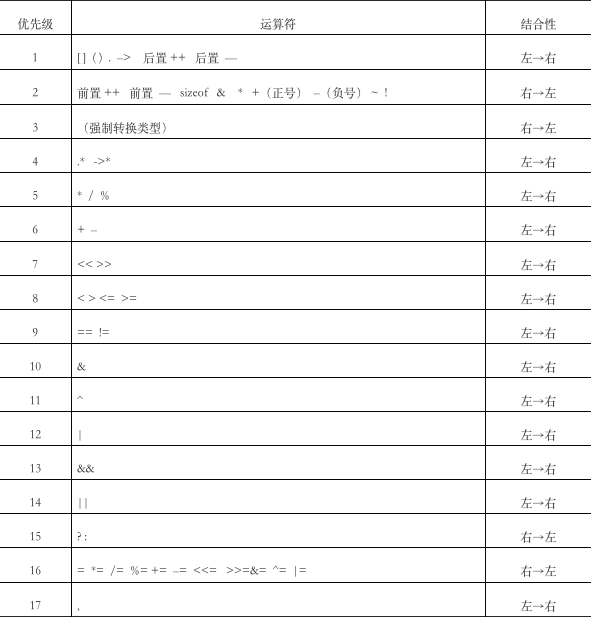 优先级 运算符 结合性
1 [ ] ( ) . –> 后置 ++ 后置 — 左→右
2 前置 ++ 前置 — sizeof & * +（正号） –（负号） ~ ! 右→左
3 （强制转换类型） 右→左
4 .* ->* 左→右
5 * / % 左→右
6 + – 左→右
7 << >> 左→右
8 < > <= >= 左→右
9 == != 左→右
10 & 左→右
11 ^ 左→右
12 | 左→右
13 && 左→右
14 || 左→右
15 ? : 右→左
16 = *= /= %= += –= <<= >>=&= ^= |= 右→左
17 , 左→右